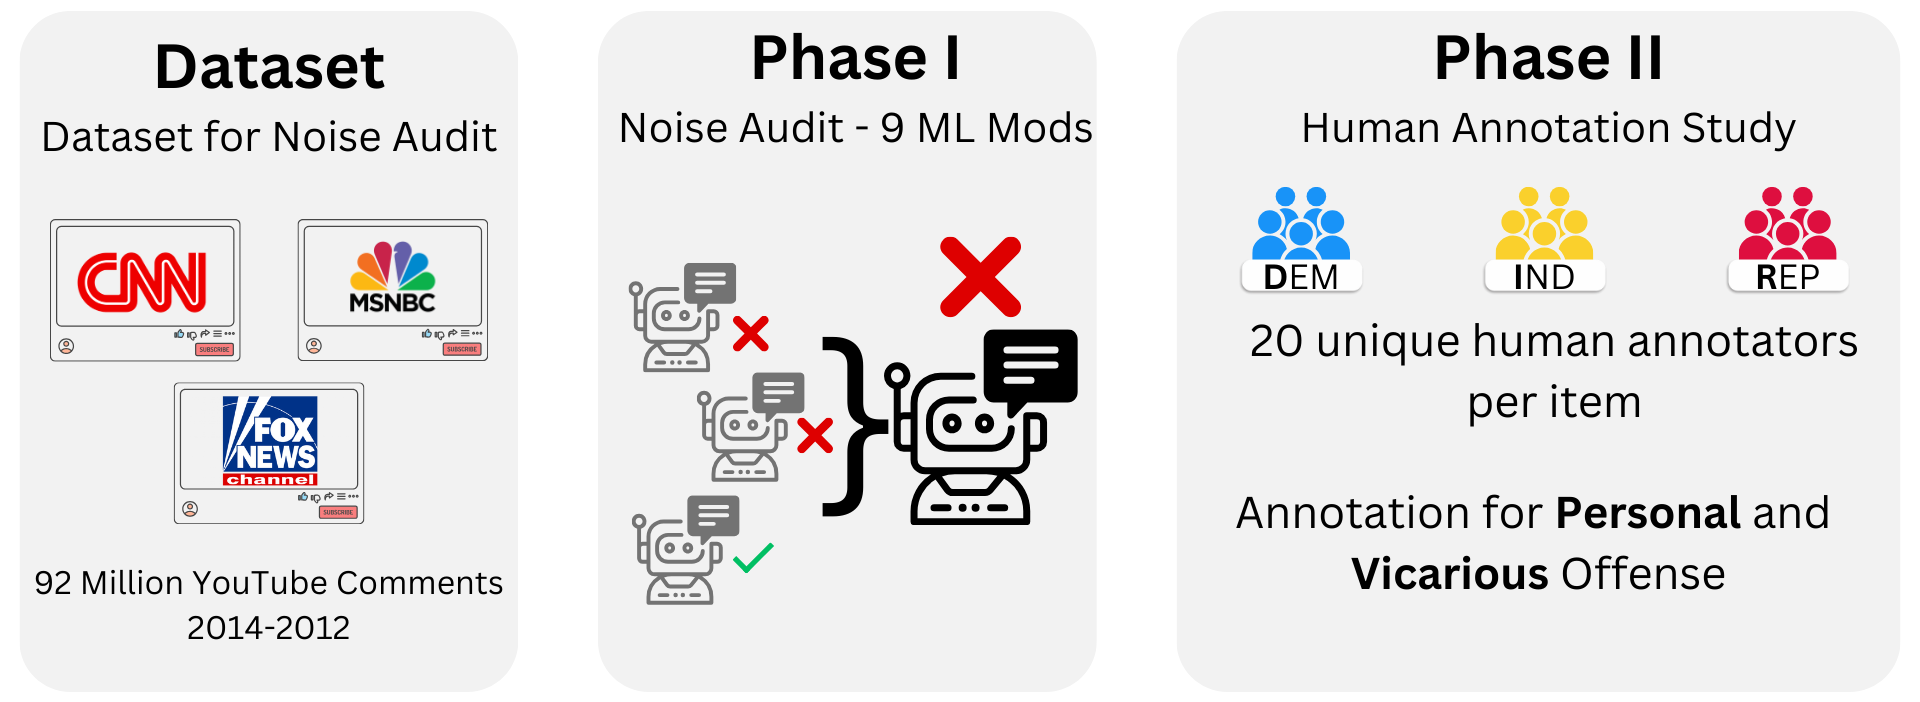 Dataset
Dataset for Noise Audit
CNN
MSNBC
SUBSCRIBE
SUBSCRIBE
FOX
NEWS
channel
SUBSCRIBE
92 Million YouTube Comments
2014-2012
Phase I
Noise Audit - 9 ML Mods
Phase II
Human Annotation Study
DEM
IND
REP
20 unique human annotators
per item
Annotation for Personal and
Vicarious Offense